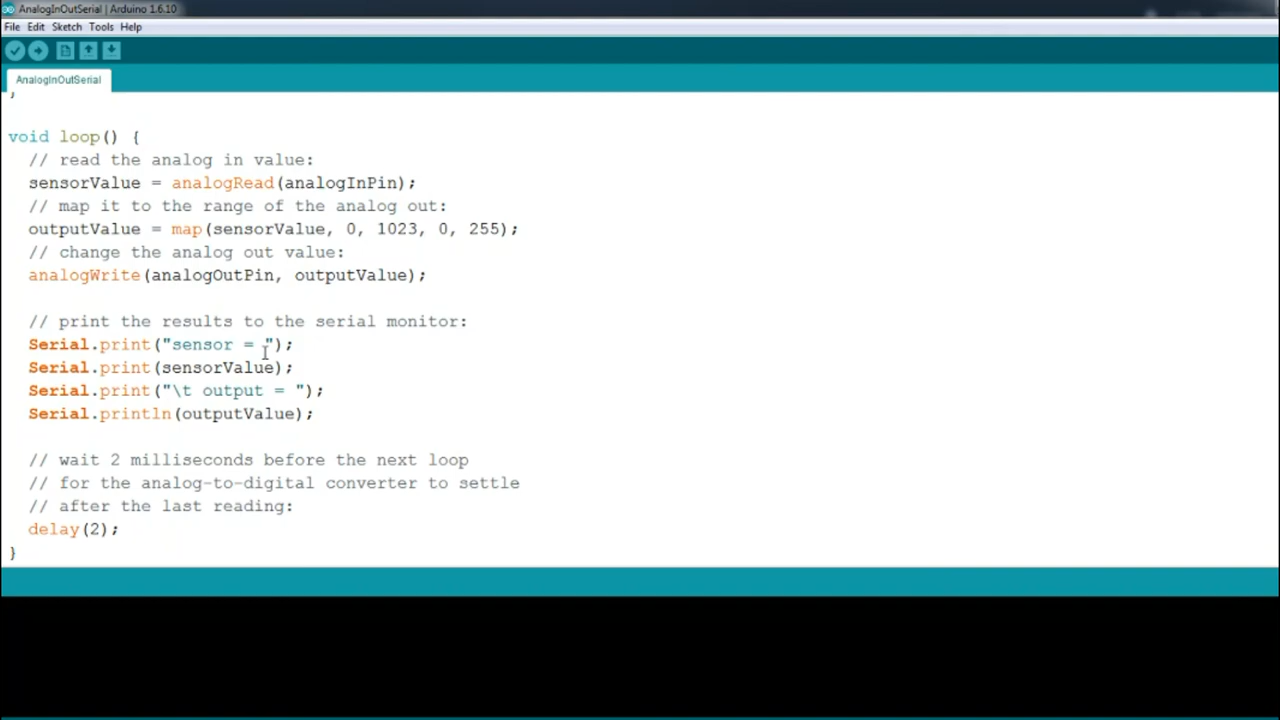 AnalogInOutSerial | Arduino 1.6.10
File Edit Sketch Tools Help
AnalogInOutSerial
}
void loop() {
// read the analog in value:
sensorValue = analogRead(analogInPin);
// map it to the range of the analog out:
outputValue = map(sensorValue, 0, 1023, 0, 255);
// change the analog out value:
analogWrite(analogOutPin, outputValue);
// print the results to the serial monitor:
Serial.print("sensor = ");
Serial.print(sensorValue);
Serial.print("\t output = ");
Serial.println(outputValue);
// wait 2 milliseconds before the next loop
// for the analog-to-digital converter to settle
// after the last reading:
delay(2);
}